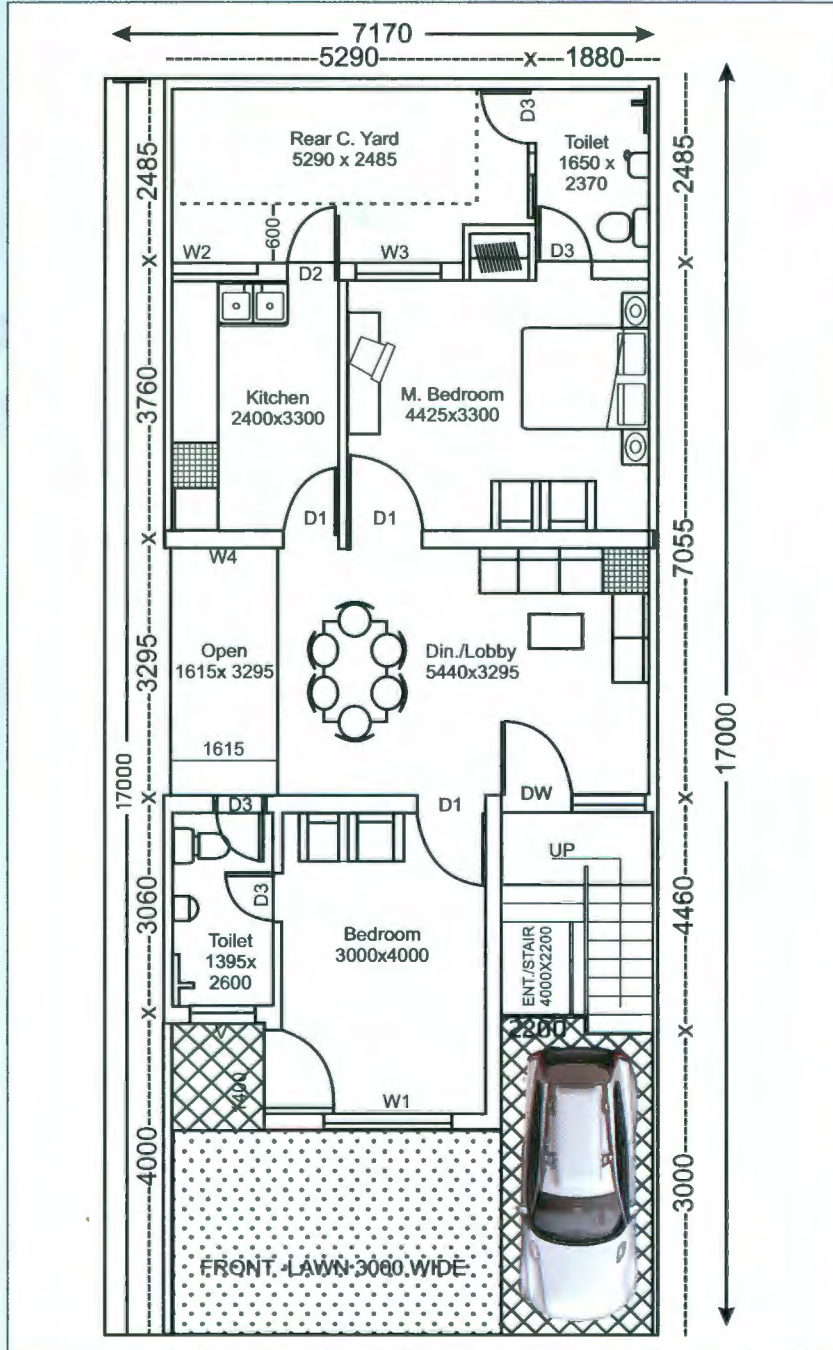 7170
5290 x 1880
2485
2485
Rear C. Yard
5290 x 2485
D3
Toilet
1650 x
2370
600
W2
W3
D3
x
x
D2
3760
Kitchen
2400x3300
M. Bedroom
4425x3300
D1
D1
x
7055
W4
Open
1615x 3295
Din./Lobby
5440x3295
3295
17000
17000
1615
x
x
D3
D1
DW
UP
3060
D3
4460
Toilet
1395x
2600
Bedroom
3000x4000
ENT./STAIR
4000X2200
x
x
V
2200
1400
W1
4000
3000
FRONT LAWN 3000 WIDE